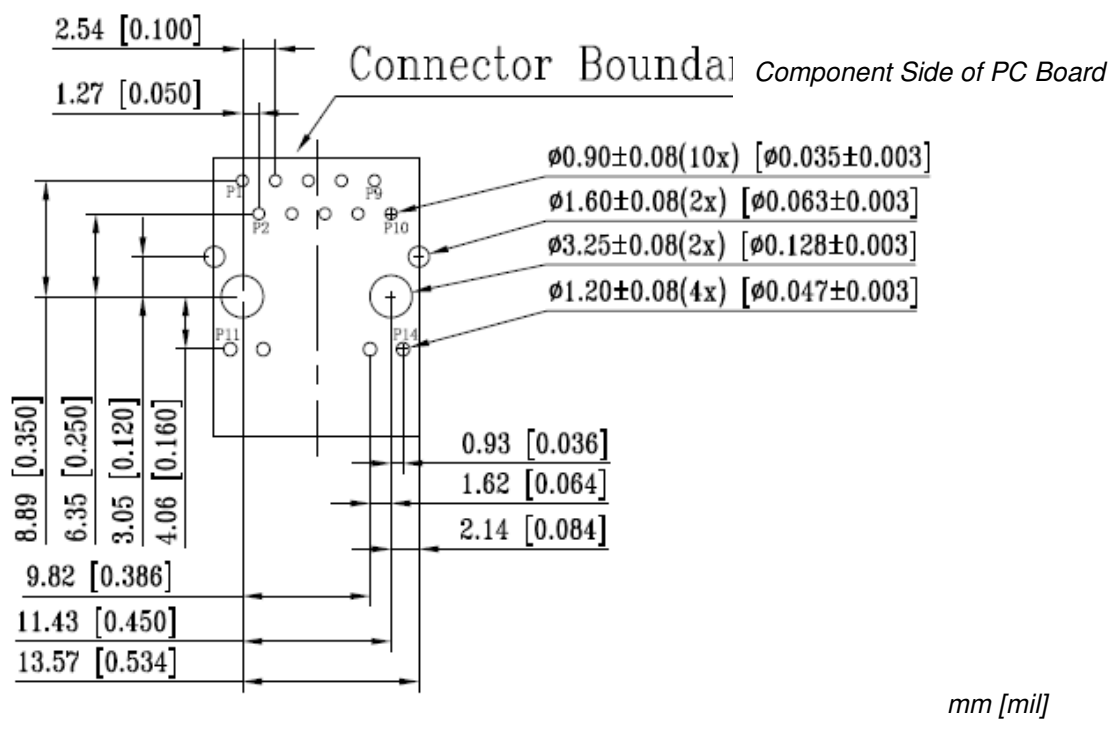 2.54 [0.100]
Connector Boundar
Component Side of PC Board
1.27 [0.050]
ø0.90±0.08(10x) [ø0.035±0.003]
P1
P9
ø1.60±0.08(2x) [ø0.063±0.003]
P2
P10
ø3.25±0.08(2x) [ø0.128±0.003]
ø1.20±0.08(4x) [ø0.047±0.003]
P11
P14
8.89 [0.350]
6.35 [0.250]
3.05 [0.120]
4.06 [0.160]
0.93 [0.036]
1.62 [0.064]
2.14 [0.084]
9.82 [0.386]
11.43 [0.450]
13.57 [0.534]
mm [mil]